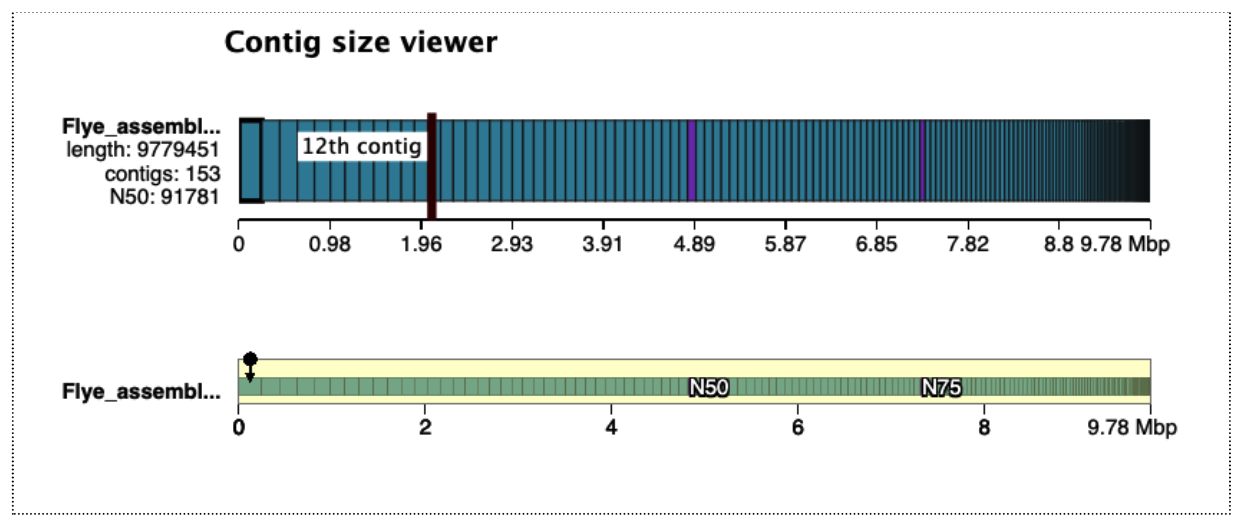 Contig size viewer
Flye_assembl...
length: 9779451
contigs: 153
N50: 91781
12th contig
0 0.98 1.96 2.93 3.91 4.89 5.87 6.85 7.82 8.8 9.78 Mbp
Flye_assembl...
N50 N75
0 2 4 6 8 9.78 Mbp